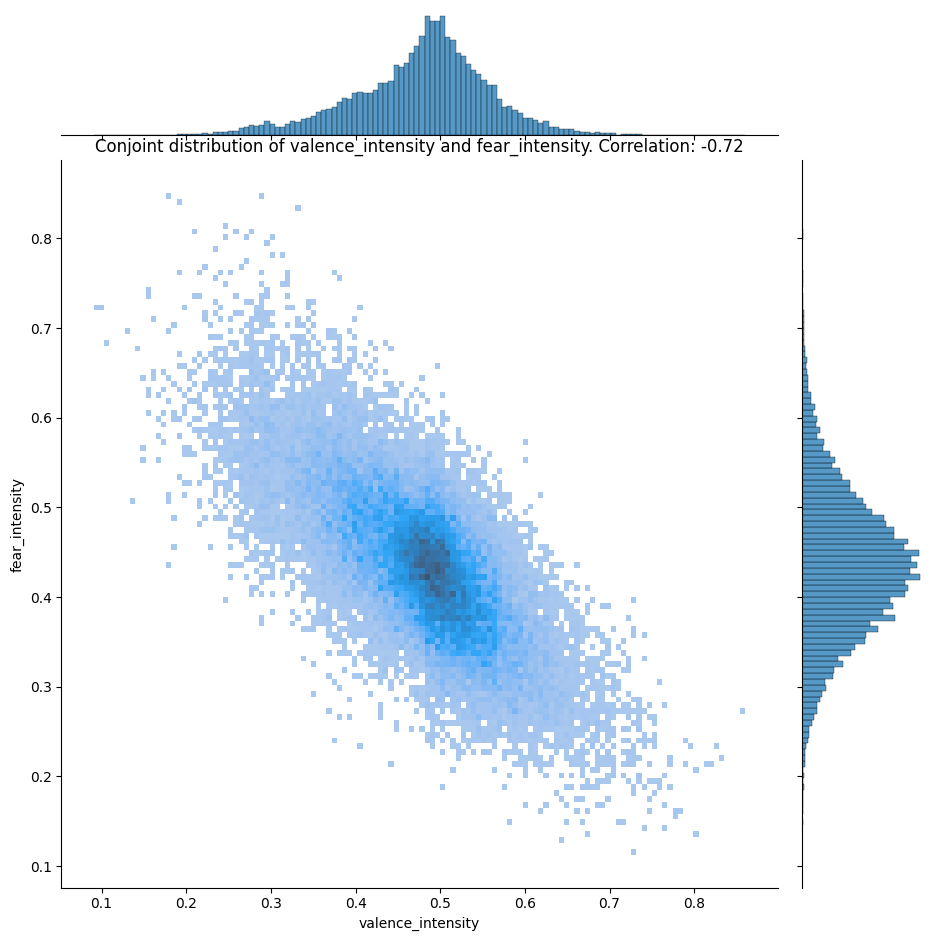 Conjoint distribution of valence_intensity and fear_intensity. Correlation: -0.72
0.8
0.7
0.6
0.5
0.4
0.3
0.2
0.1
fear_intensity
0.1 0.2 0.3 0.4 0.5 0.6 0.7 0.8
valence_intensity